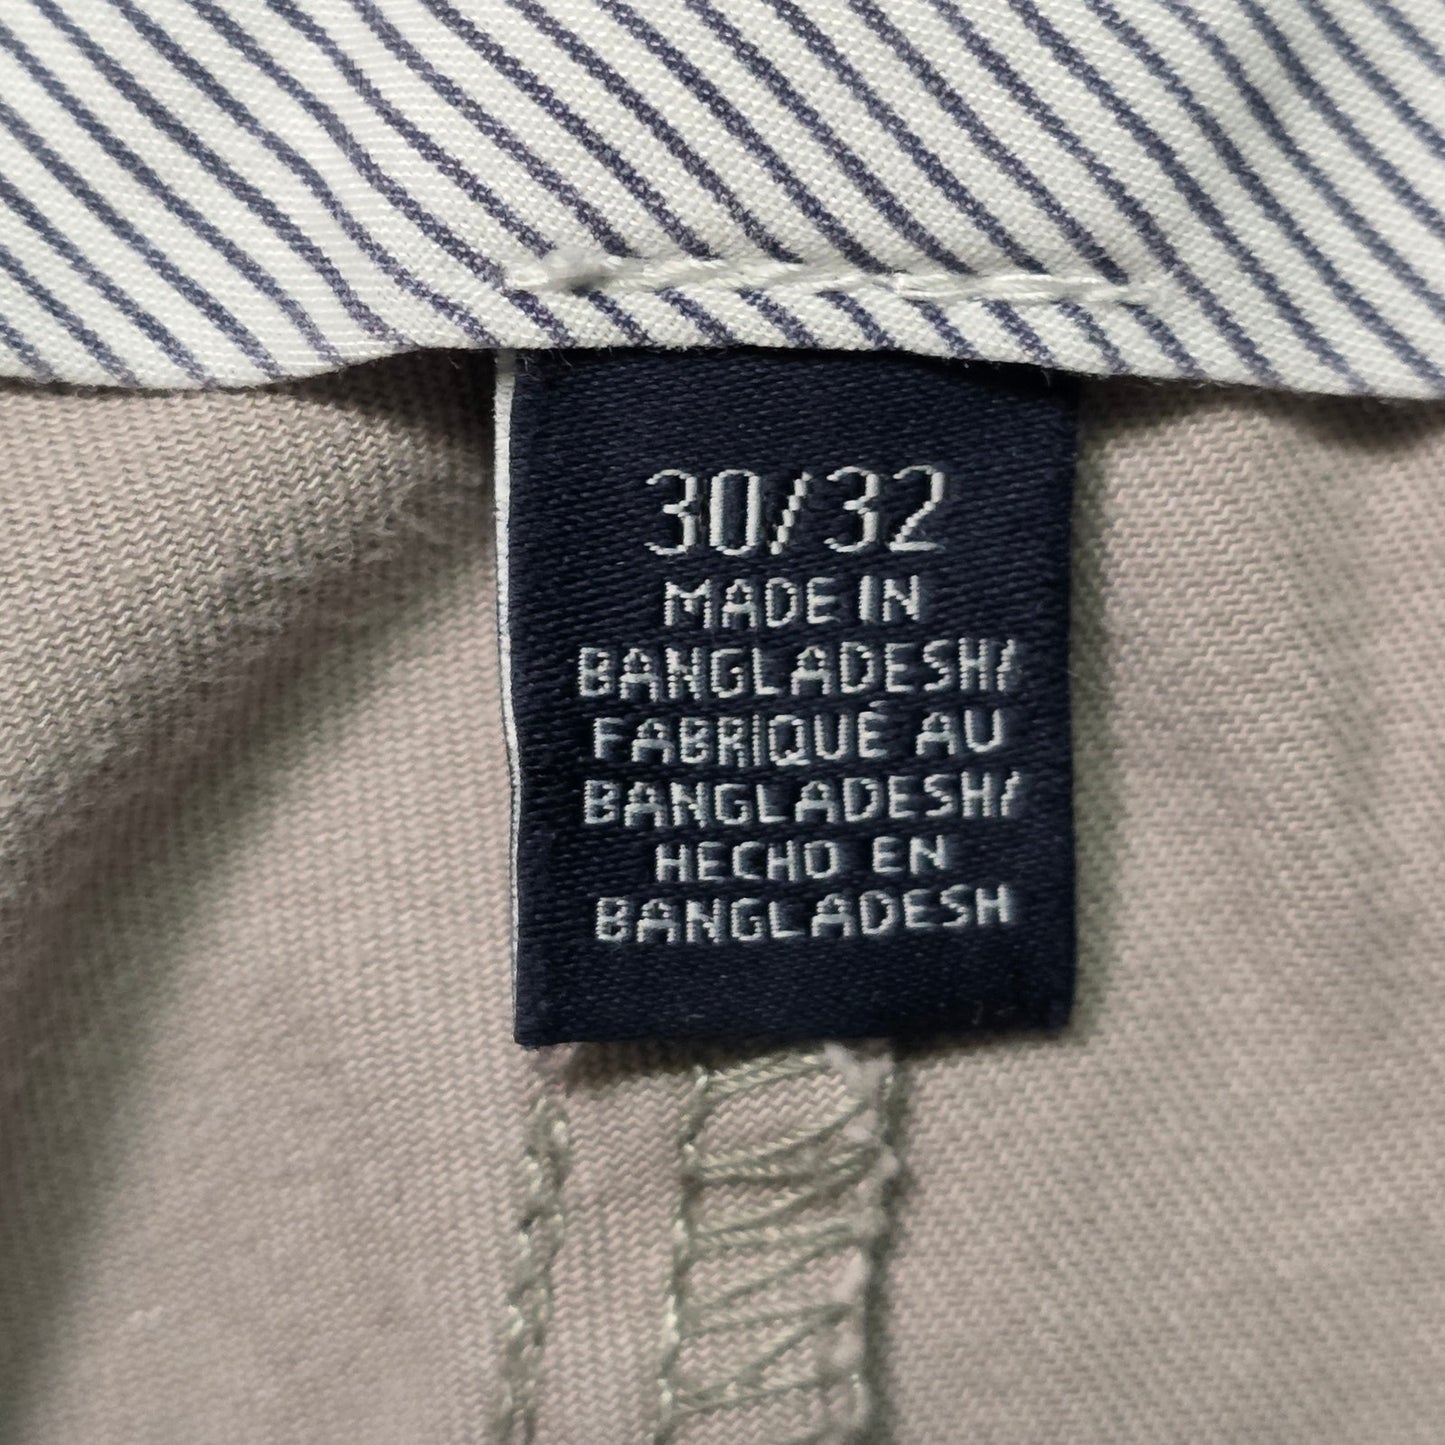 30/32
MADE IN
BANGLADESH/
FABRIQUÉ AU
BANGLADESH/
HECHO EN
BANGLADESH